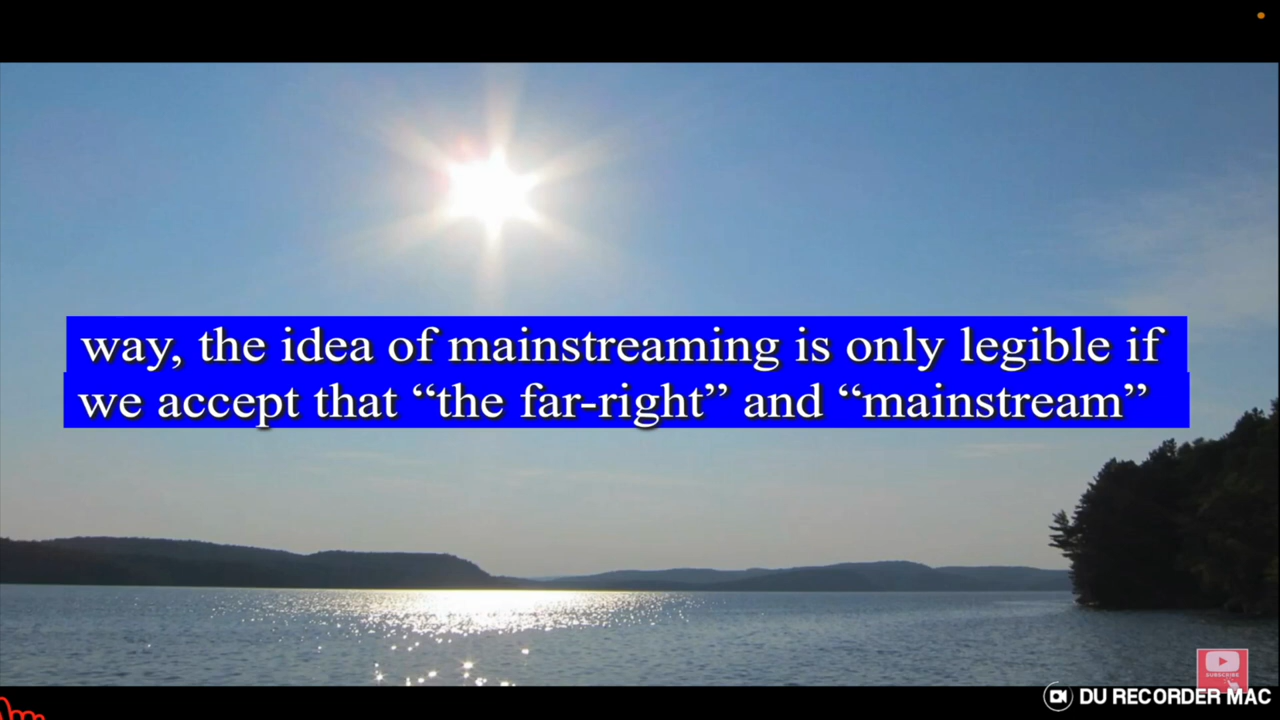 way, the idea of mainstreaming is only legible if
we accept that “the far-right” and “mainstream”
SUBSCRIBE
DU RECORDER MAC